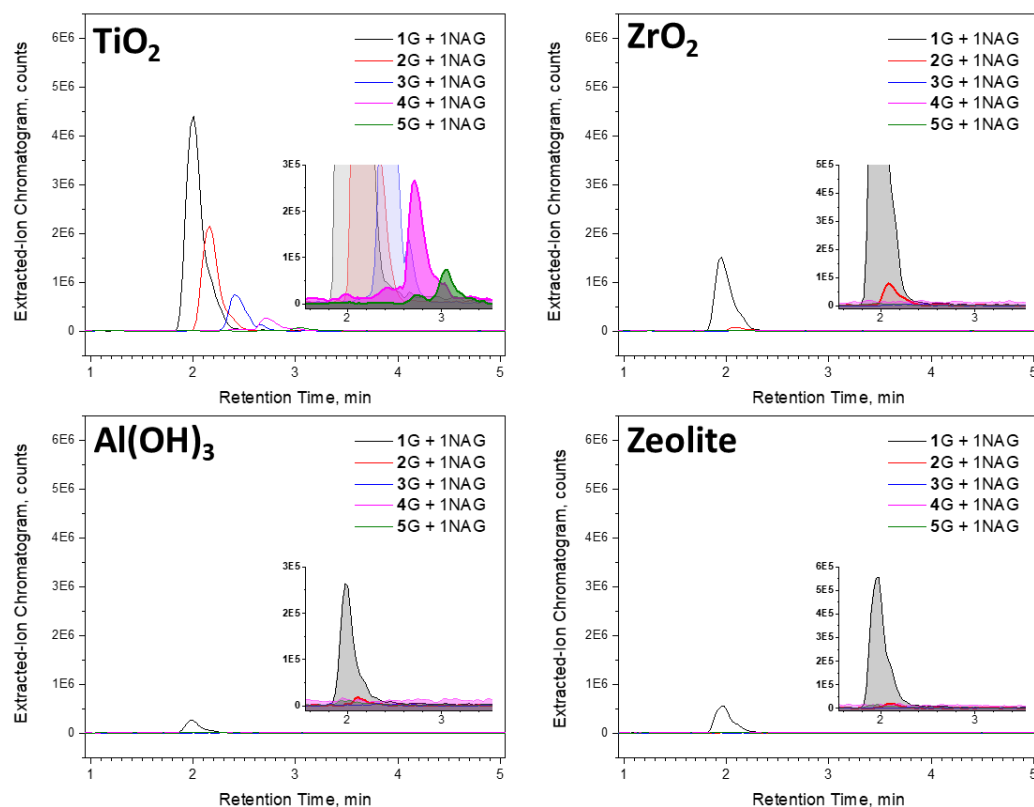 TiO2
6E6
5E6
4E6
3E6
2E6
1E6
0
Extracted-Ion Chromatogram, counts
1G + 1NAG
2G + 1NAG
3G + 1NAG
4G + 1NAG
5G + 1NAG
3E5
2E5
1E5
0
2
3
1
2
3
4
5
Retention Time, min
ZrO2
6E6
5E6
4E6
3E6
2E6
1E6
0
Extracted-Ion Chromatogram, counts
1G + 1NAG
2G + 1NAG
3G + 1NAG
4G + 1NAG
5G + 1NAG
5E5
4E5
3E5
2E5
1E5
0
2
3
1
2
3
4
5
Retention Time, min
Al(OH)3
6E6
5E6
4E6
3E6
2E6
1E6
0
Extracted-Ion Chromatogram, counts
1G + 1NAG
2G + 1NAG
3G + 1NAG
4G + 1NAG
5G + 1NAG
3E5
2E5
1E5
0
2
3
1
2
3
4
5
Retention Time, min
Zeolite
6E6
5E6
4E6
3E6
2E6
1E6
0
Extracted-Ion Chromatogram, counts
1G + 1NAG
2G + 1NAG
3G + 1NAG
4G + 1NAG
5G + 1NAG
6E5
5E5
4E5
3E5
2E5
1E5
0
2
3
1
2
3
4
5
Retention Time, min